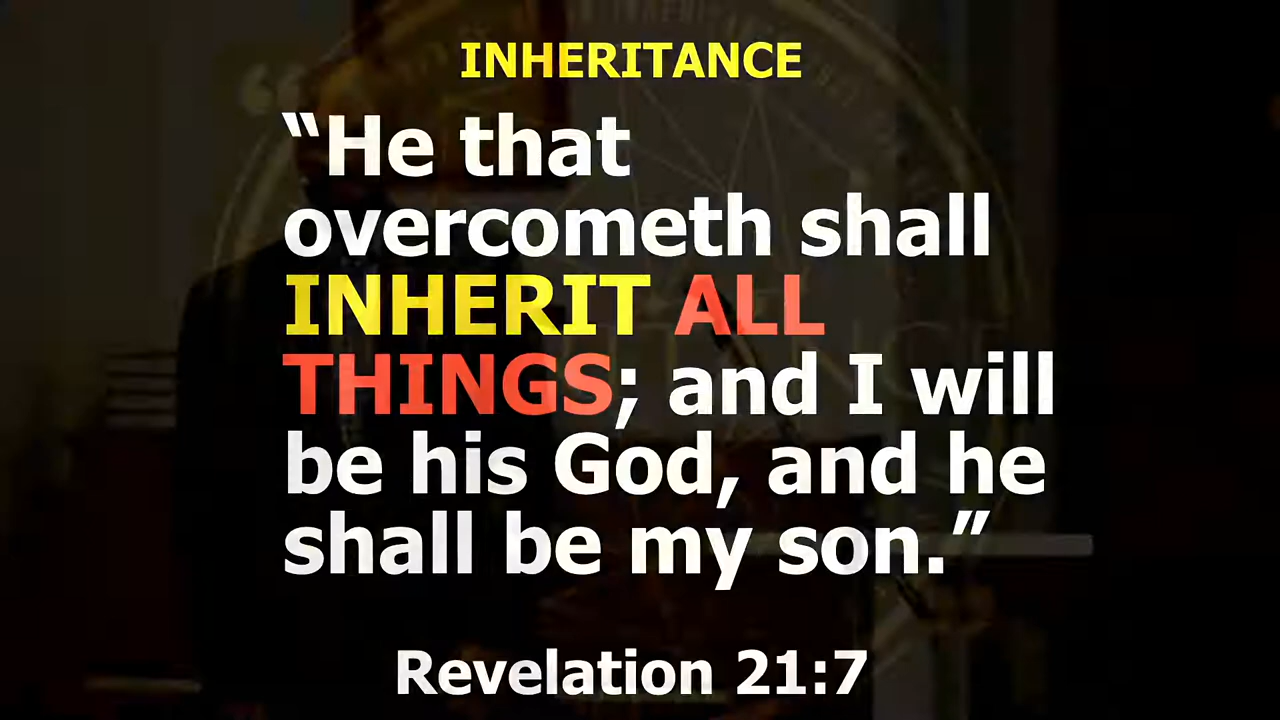 INHERITANCE
“He that
overcometh shall
INHERIT ALL
THINGS; and I will
be his God, and he
shall be my son.”
Revelation 21:7